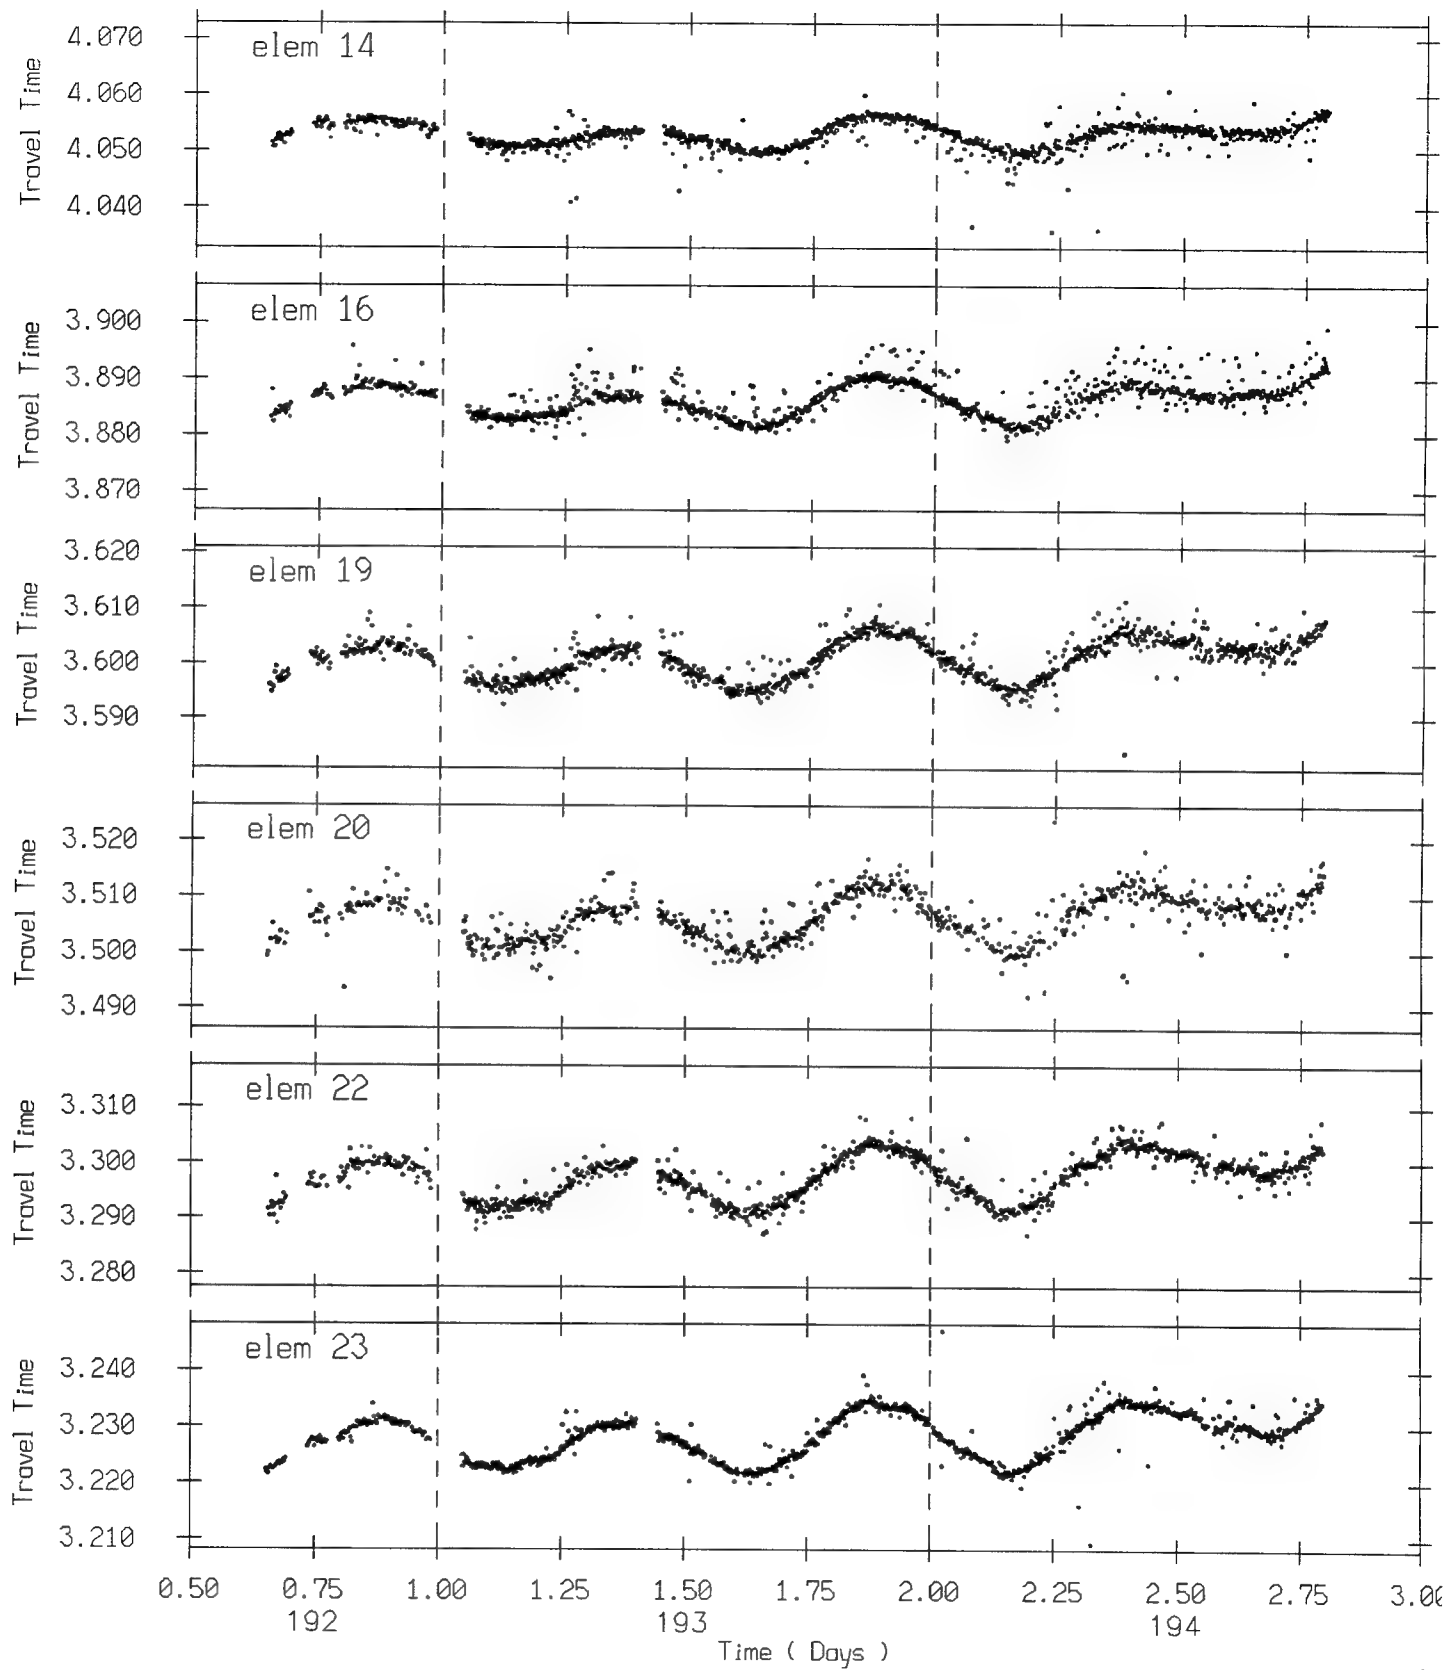 elem 14
Travel Time
4.070
4.060
4.050
4.040
elem 16
Travel Time
3.900
3.890
3.880
3.870
elem 19
Travel Time
3.620
3.610
3.600
3.590
elem 20
Travel Time
3.520
3.510
3.500
3.490
elem 22
Travel Time
3.310
3.300
3.290
3.280
elem 23
Travel Time
3.240
3.230
3.220
3.210
0.50 0.75 1.00 1.25 1.50 1.75 2.00 2.25 2.50 2.75 3.00
192 193 194
Time ( Days )